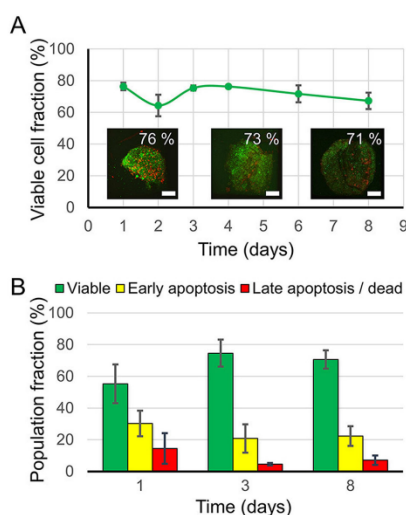 A
Viable cell fraction (%)
100
80
60
40
20
0
76 %
73 %
71 %
0 1 2 3 4 5 6 7 8 9
Time (days)
B
Viable Early apoptosis Late apoptosis / dead
Population fraction (%)
100
80
60
40
20
0
1 3 8
Time (days)